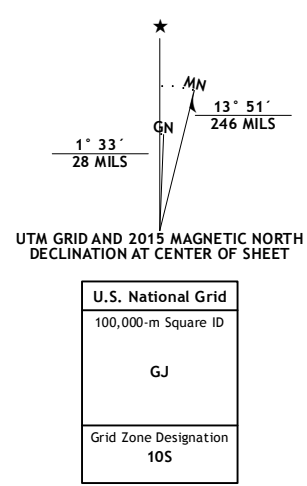 ★
MN
GN
13° 51´
246 MILS
1° 33´
28 MILS
UTM GRID AND 2015 MAGNETIC NORTH
DECLINATION AT CENTER OF SHEET
U.S. National Grid
100,000-m Square ID
GJ
Grid Zone Designation
10S